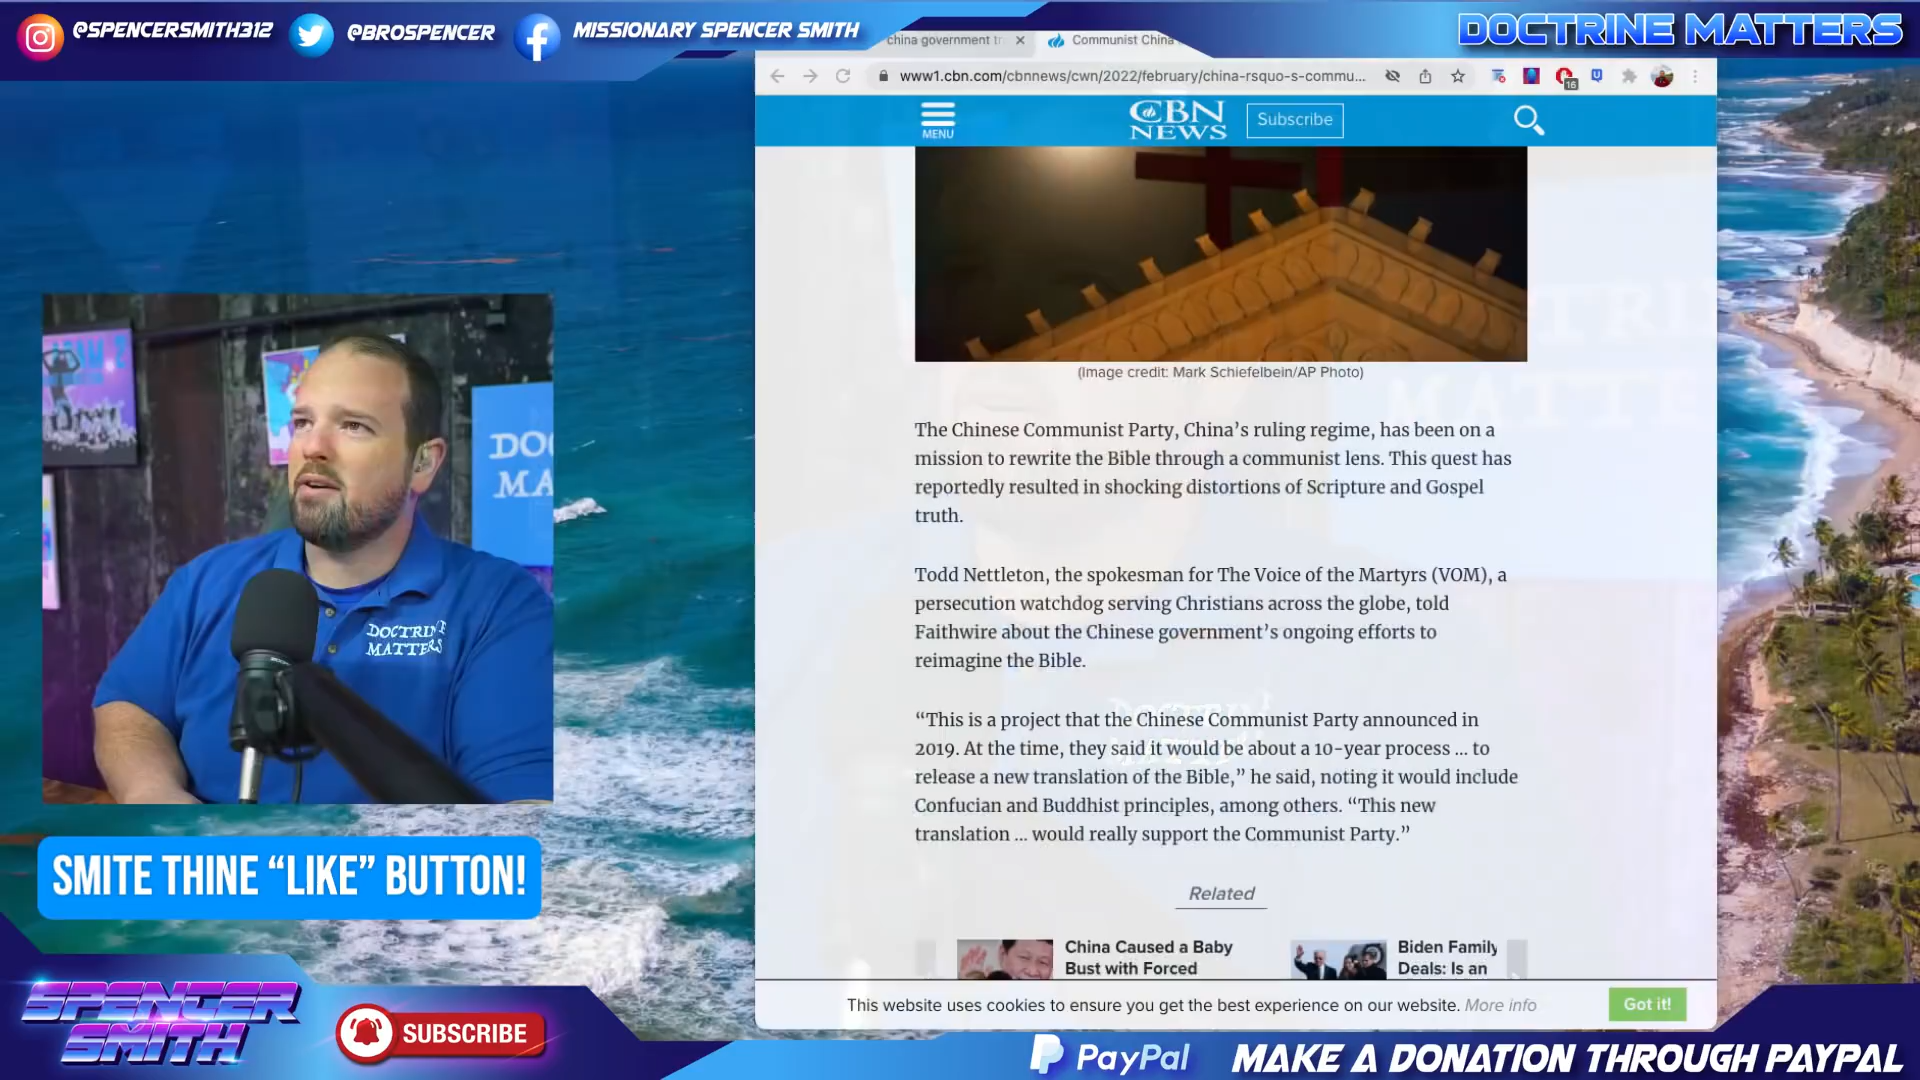 @SPENCERSMITH312
@BROSPENCER
MISSIONARY SPENCER SMITH
DOCTRINE MATTERS
china government tr
Communist China
www1.cbn.com/cbnnews/cwn/2022/february/china-rsquo-s-commu...
16
MENU
CBN
NEWS
Subscribe
(Image credit: Mark Schiefelbein/AP Photo)
The Chinese Communist Party, China’s ruling regime, has been on a
mission to rewrite the Bible through a communist lens. This quest has
reportedly resulted in shocking distortions of Scripture and Gospel
truth.
Todd Nettleton, the spokesman for The Voice of the Martyrs (VOM), a
persecution watchdog serving Christians across the globe, told
Faithwire about the Chinese government’s ongoing efforts to
reimagine the Bible.
“This is a project that the Chinese Communist Party announced in
2019. At the time, they said it would be about a 10-year process ... to
release a new translation of the Bible,” he said, noting it would include
Confucian and Buddhist principles, among others. “This new
translation ... would really support the Communist Party.”
Related
China Caused a Baby
Bust with Forced
Biden Family
Deals: Is an
This website uses cookies to ensure you get the best experience on our website. More info
Got it!
DO
MA
DOCTRINE
MATTERS
SMITE THINE “LIKE” BUTTON!
SPENCER
SMITH
SUBSCRIBE
PayPal
MAKE A DONATION THROUGH PAYPAL